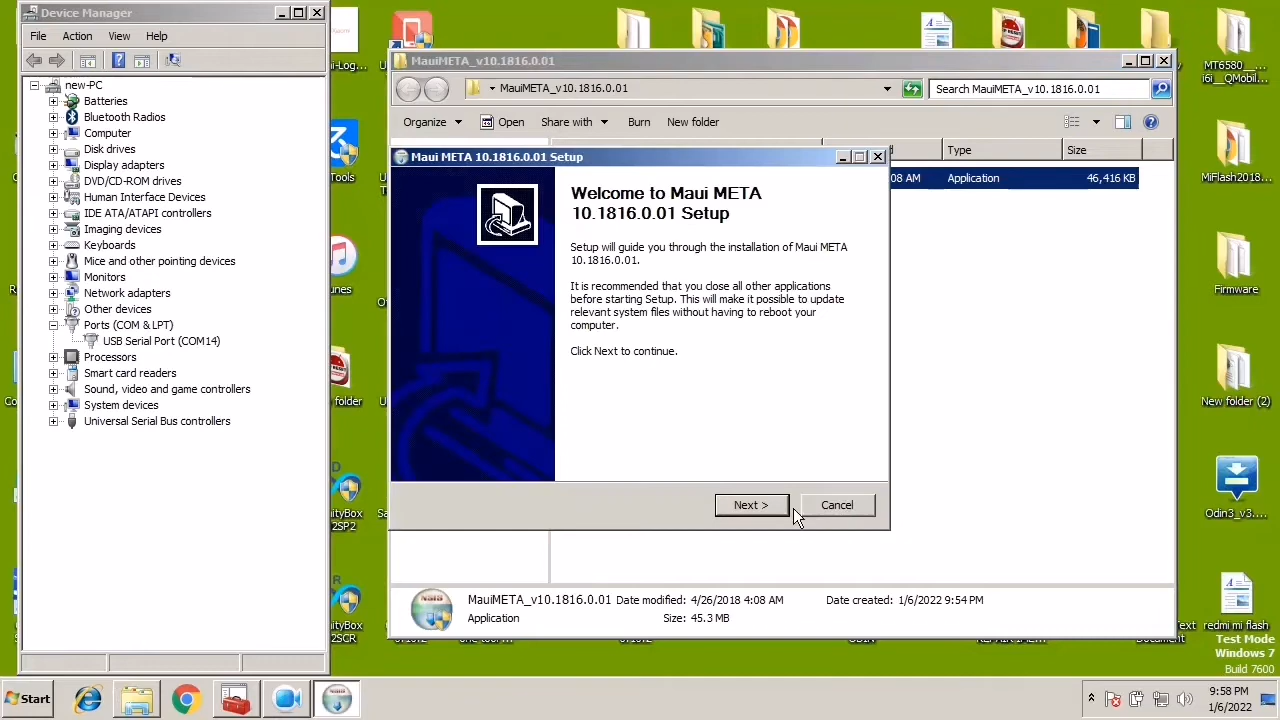 Device Manager
File Action View Help
new-PC
Batteries
Bluetooth Radios
Computer
Disk drives
Display adapters
DVD/CD-ROM drives
Human Interface Devices
IDE ATA/ATAPI controllers
Imaging devices
Keyboards
Mice and other pointing devices
Monitors
Network adapters
Other devices
Ports (COM & LPT)
USB Serial Port (COM14)
Processors
Smart card readers
Sound, video and game controllers
System devices
Universal Serial Bus controllers
MauiMETA_v10.1816.0.01
MauiMETA_v10.1816.0.01
Search MauiMETA_v10.1816.0.01
Organize Open Share with Burn New folder
Type Size
08 AM Application 46,416 KB
Maui META 10.1816.0.01 Setup
Welcome to Maui META
10.1816.0.01 Setup
Setup will guide you through the installation of Maui META
10.1816.0.01.
It is recommended that you close all other applications
before starting Setup. This will make it possible to update
relevant system files without having to reboot your
computer.
Click Next to continue.
Next > Cancel
MauiMETA_v10.1816.0.01 Date modified: 4/26/2018 4:08 AM Date created: 1/6/2022 9:54 PM
Application Size: 45.3 MB
MT6580__...
i6i__QMobil...
MiFlash2018...
Firmware
New folder (2)
Odin3_v3....
redmi mi flash
Tools
folder
2SP2
2SCR
Test Mode
Windows 7
Build 7600
Start
9:58 PM
1/6/2022